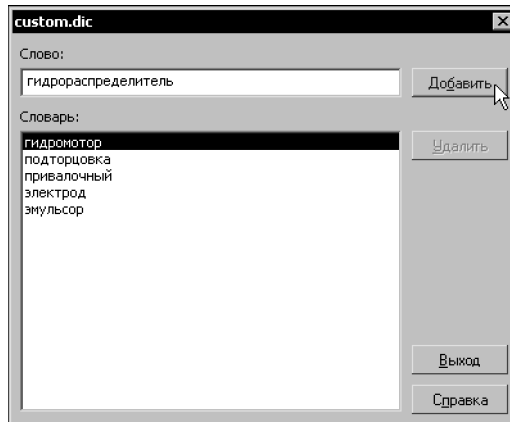 custom.dic
Слово:
гидрораспределитель
Добавить
Словарь:
Удалить
гидромотор
подторцовка
привалочный
электрод
эмульсор
Выход
Справка